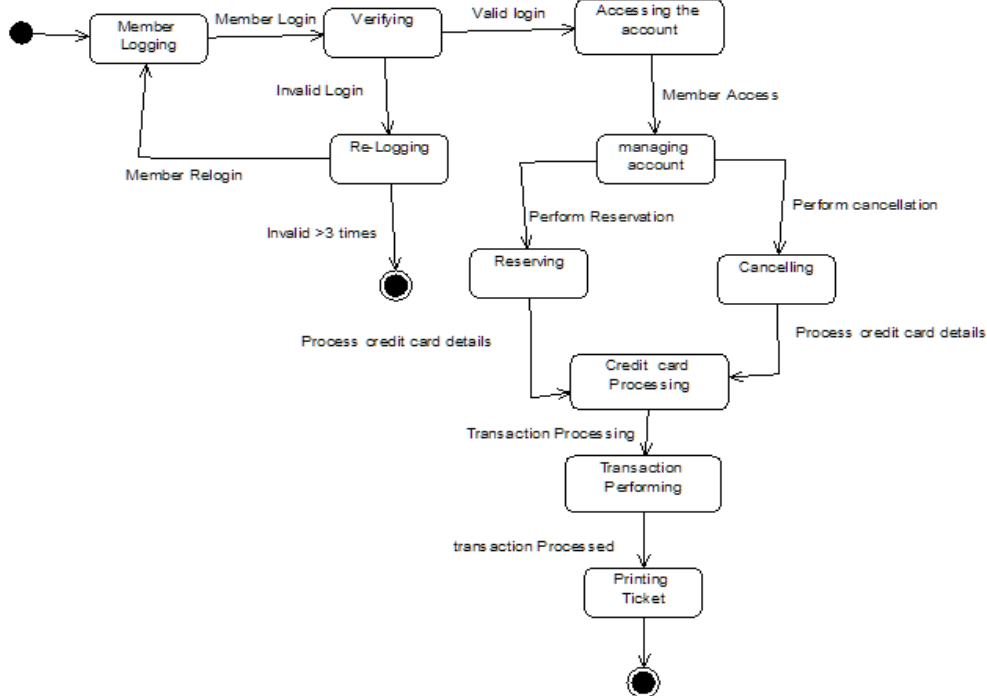 Member
Logging
Member Login
Verifying
Valid login
Accessing the
account
Invalid Login
Member Access
Re-Logging
managing
account
Member Relogin
Perform cancellation
Perform Reservation
Invalid >3 times
Reserving
Cancelling
Process credit card details
Process credit card details
Credit card
Processing
Transaction Processing
Transaction
Performing
transaction Processed
Printing
Ticket